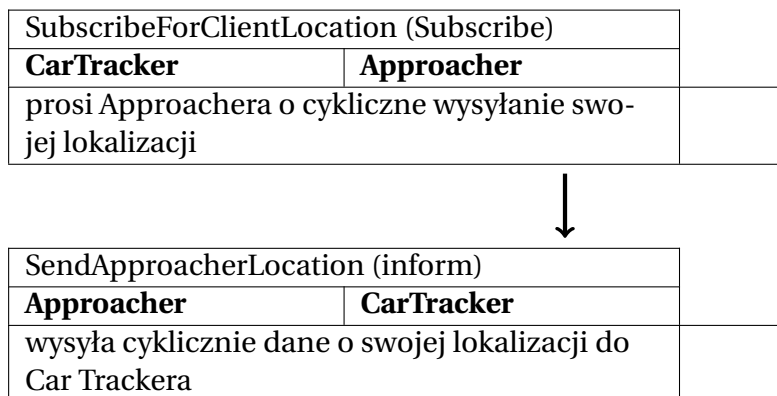 SubscribeForClientLocation (Subscribe)
CarTracker Approacher
prosi Approachera o cykliczne wysyłanie swo-
jej lokalizacji
SendApproacherLocation (inform)
Approacher CarTracker
wysyła cyklicznie dane o swojej lokalizacji do
Car Trackera